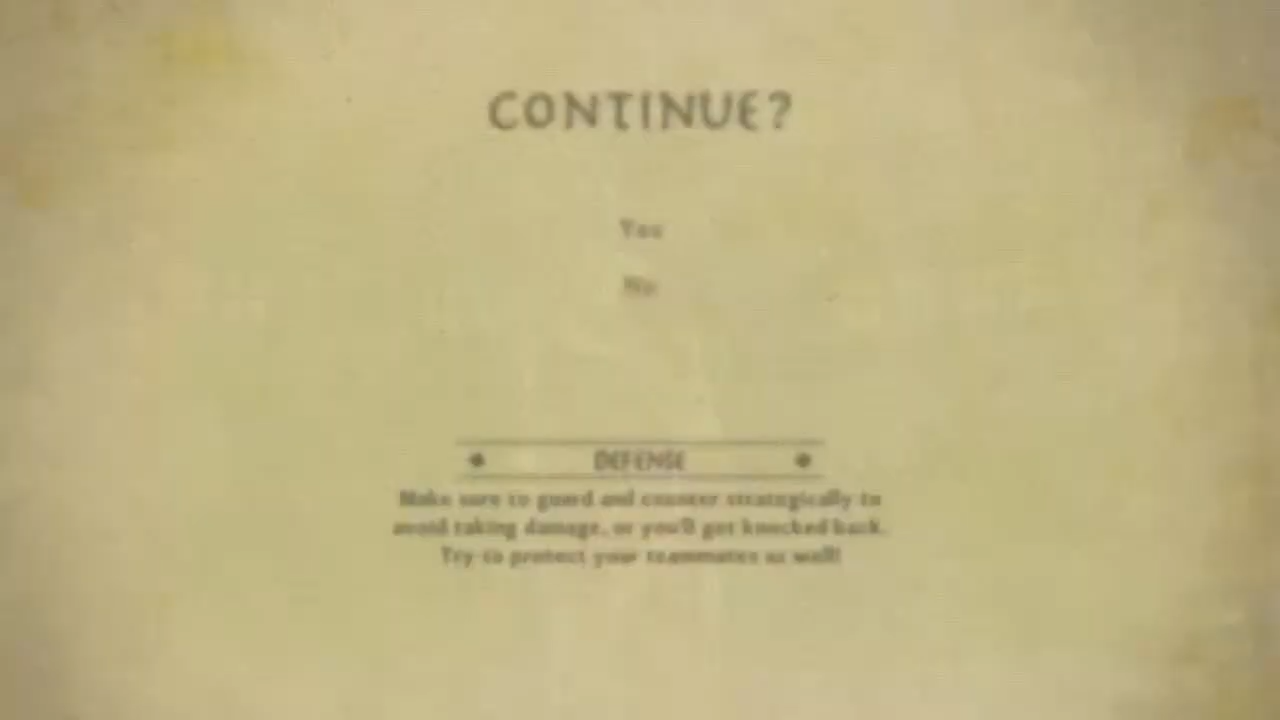 CONTINUE?
Yes
No
DEFENSE
Make sure to guard and counter strategically to
avoid taking damage, or you'll get knocked back.
Try to protect your teammates as well!